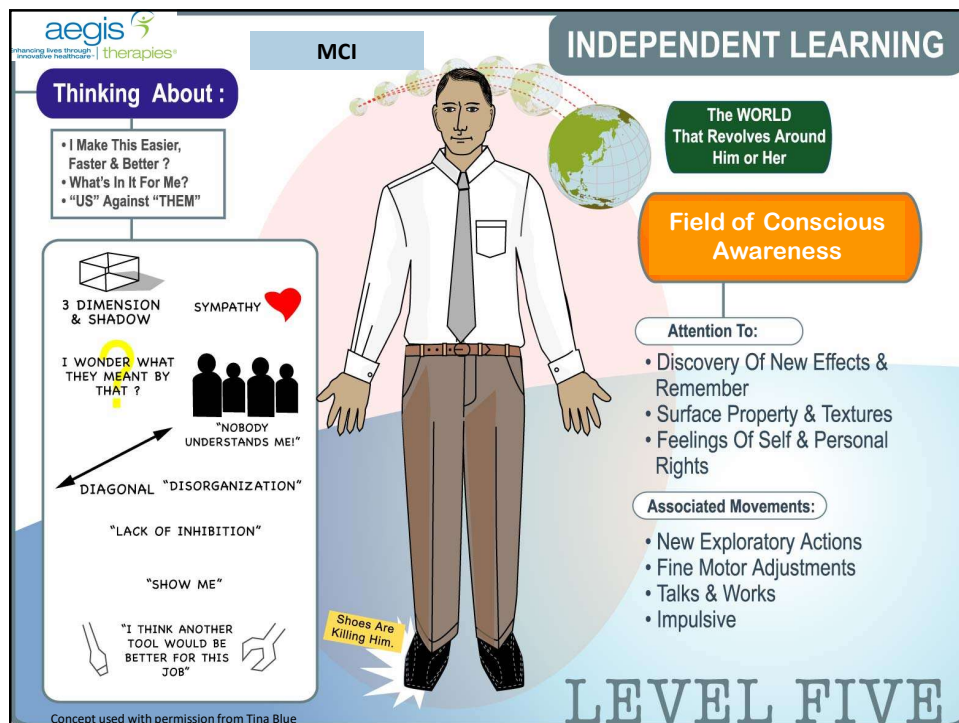 aegis
therapies®
Enhancing lives through
innovative healthcare™
MCI
INDEPENDENT LEARNING
Thinking About :
• I Make This Easier,
Faster & Better ?
• What's In It For Me?
• "US" Against "THEM"
3 DIMENSION
& SHADOW
SYMPATHY
I WONDER WHAT
THEY MEANT BY
THAT ?
?
"NOBODY
UNDERSTANDS ME!"
DIAGONAL
"DISORGANIZATION"
"LACK OF INHIBITION"
"SHOW ME"
"I THINK ANOTHER
TOOL WOULD BE
BETTER FOR THIS
JOB"
Concept used with permission from Tina Blue
Shoes Are
Killing Him.
The WORLD
That Revolves Around
Him or Her
Field of Conscious
Awareness
Attention To:
• Discovery Of New Effects &
Remember
• Surface Property & Textures
• Feelings Of Self & Personal
Rights
Associated Movements:
• New Exploratory Actions
• Fine Motor Adjustments
• Talks & Works
• Impulsive
LEVEL FIVE